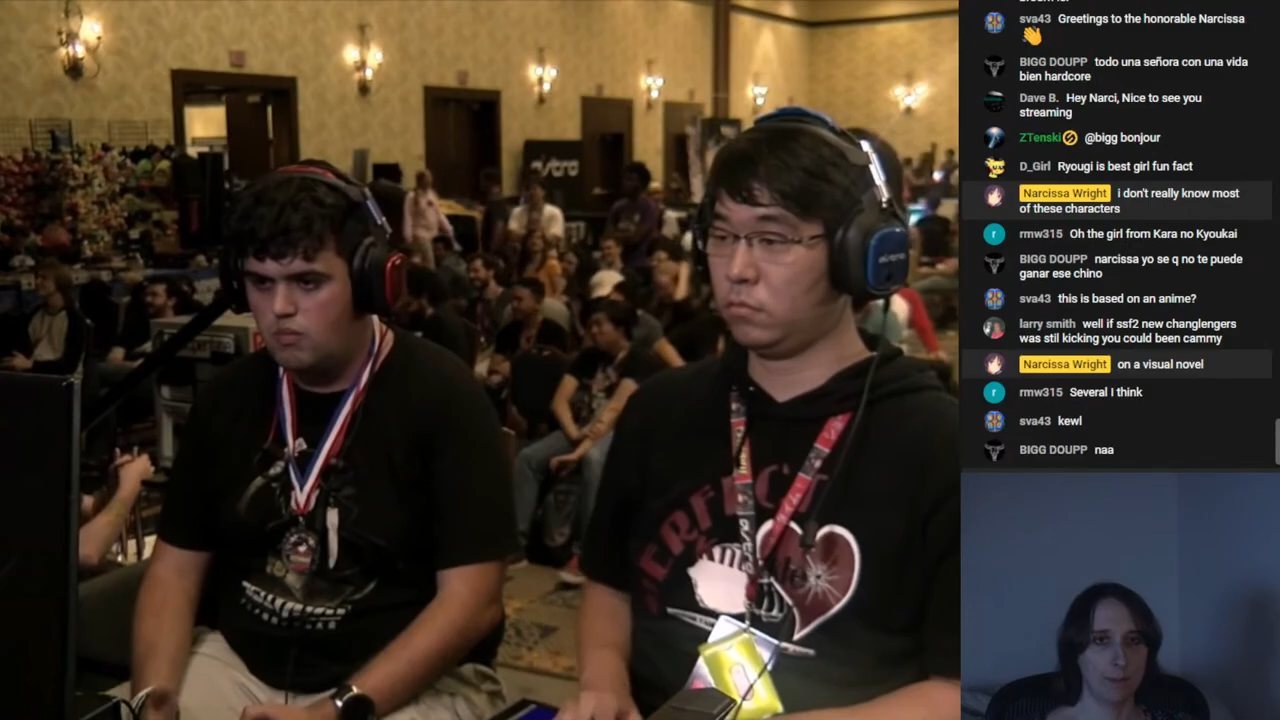 sva43 Greetings to the honorable Narcissa
👋
BIGG DOUPP todo una señora con una vida
bien hardcore
Dave B. Hey Narci, Nice to see you
streaming
ZTenski @bigg bonjour
D_Girl Ryougi is best girl fun fact
Narcissa Wright i don't really know most
of these characters
rmw315 Oh the girl from Kara no Kyoukai
BIGG DOUPP narcissa yo se q no te puede
ganar ese chino
sva43 this is based on an anime?
larry smith well if ssf2 new changlengers
was stil kicking you could been cammy
Narcissa Wright on a visual novel
rmw315 Several I think
sva43 kewl
BIGG DOUPP naa
astro
astro
PERFECT